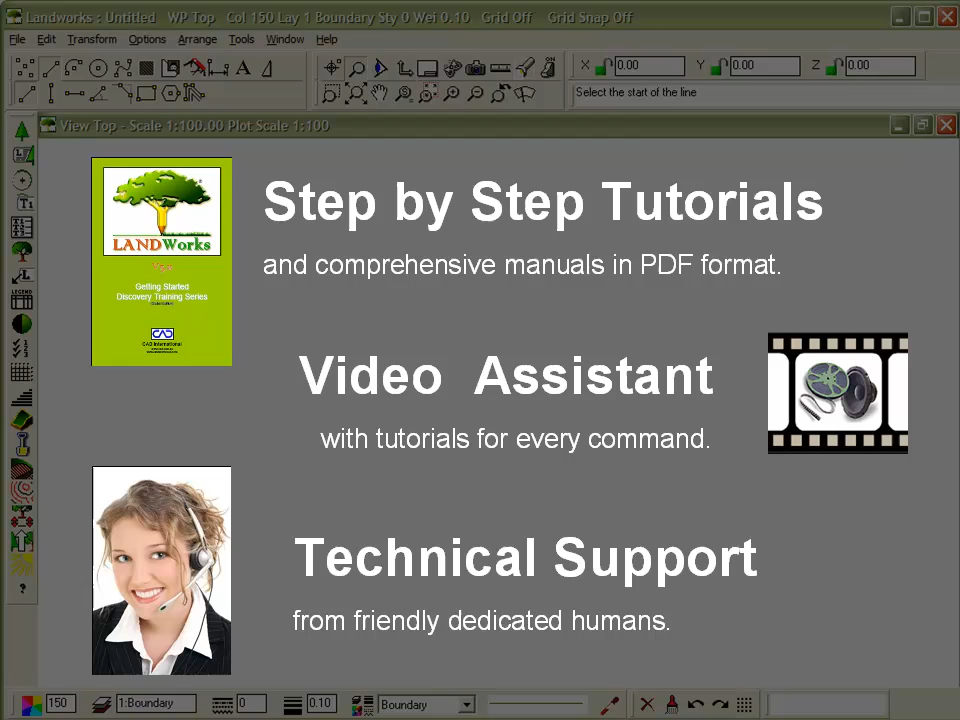 Landworks : Untitled WP Top Col 150 Lay 1 Boundary Sty 0 Wei 0.10 Grid Off Grid Snap Off
File Edit Transform Options Arrange Tools Window Help
X 0.00 Y 0.00 Z 0.00
Select the start of the line
View Top - Scale 1:100.00 Plot Scale 1:100
LANDWorks
Getting Started
Discovery Training Series
CAD
CAD International
Step by Step Tutorials
and comprehensive manuals in PDF format.
Video Assistant
with tutorials for every command.
Technical Support
from friendly dedicated humans.
LEGEND
150 1:Boundary 0 0.10 Boundary